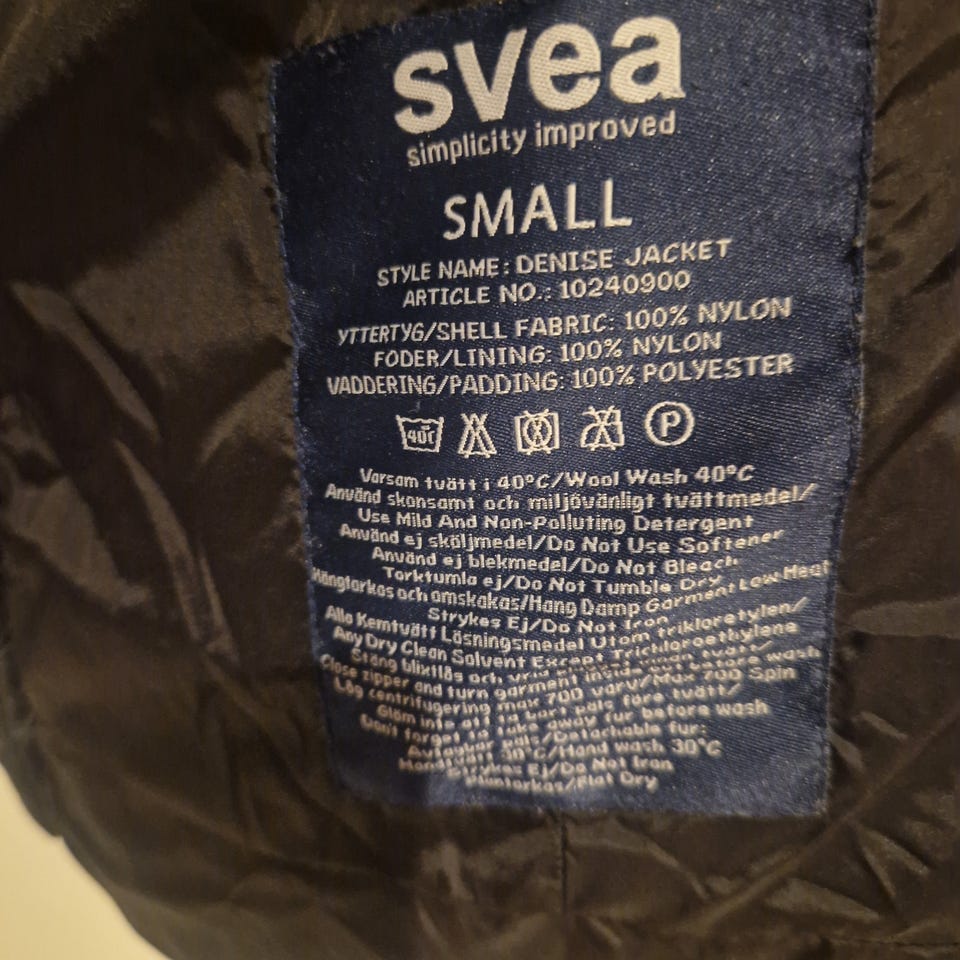 svea
simplicity improved
SMALL
STYLE NAME: DENISE JACKET
ARTICLE NO.: 10240900
YTTERTYG/SHELL FABRIC: 100% NYLON
FODER/LINING: 100% NYLON
VADDERING/PADDING: 100% POLYESTER
40°C P
Varsam tvätt i 40°C/Wool Wash 40°C
Använd skonsamt och miljövänligt tvättmedel/
Use Mild And Non-Polluting Detergent
Använd ej sköljmedel/Do Not Use Softener
Använd ej blekmedel/Do Not Bleach
Torktumla ej/Do Not Tumble Dry
Hängtorkas och omskakas/Hang Damp Garment Low Heat
Strykes Ej/Do Not Iron
Alla Kemtvätt Lösningsmedel Utom Trikloretylen/
Any Dry Clean Solvent Except Trichloroethylene
Stäng blixtlås och tvätt/
Close zipper and turn garment before wash
Låg centrifugering max 700 varv/Max 700 Spin
Glöm inte att ta bort päls före tvätt/
Dont forget to take away fur before wash
/Detachable fur:
30°C/Hand wash 30°C
Strykes Ej/Do Not Iron
Plantorkas/Flat Dry